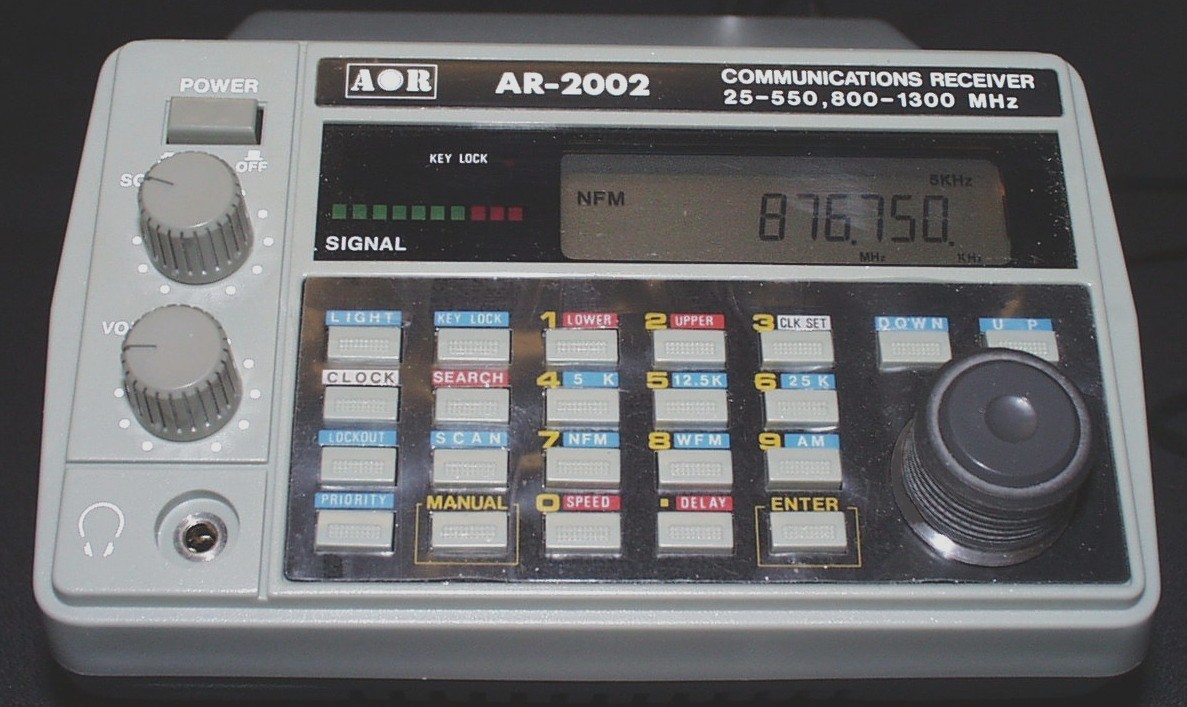 POWER
OFF
AOR
AR-2002
COMMUNICATIONS RECEIVER
25-550,800-1300 MHz
KEY LOCK
SIGNAL
5KHz
NFM
876.750.
MHz KHz
LIGHT KEY LOCK 1 LOWER 2 UPPER 3 CLK SET DOWN UP
CLOCK SEARCH 4 5 K 5 12.5K 6 25 K
LOCKOUT SCAN 7 NFM 8 WFM 9 AM
PRIORITY MANUAL 0 SPEED . DELAY ENTER